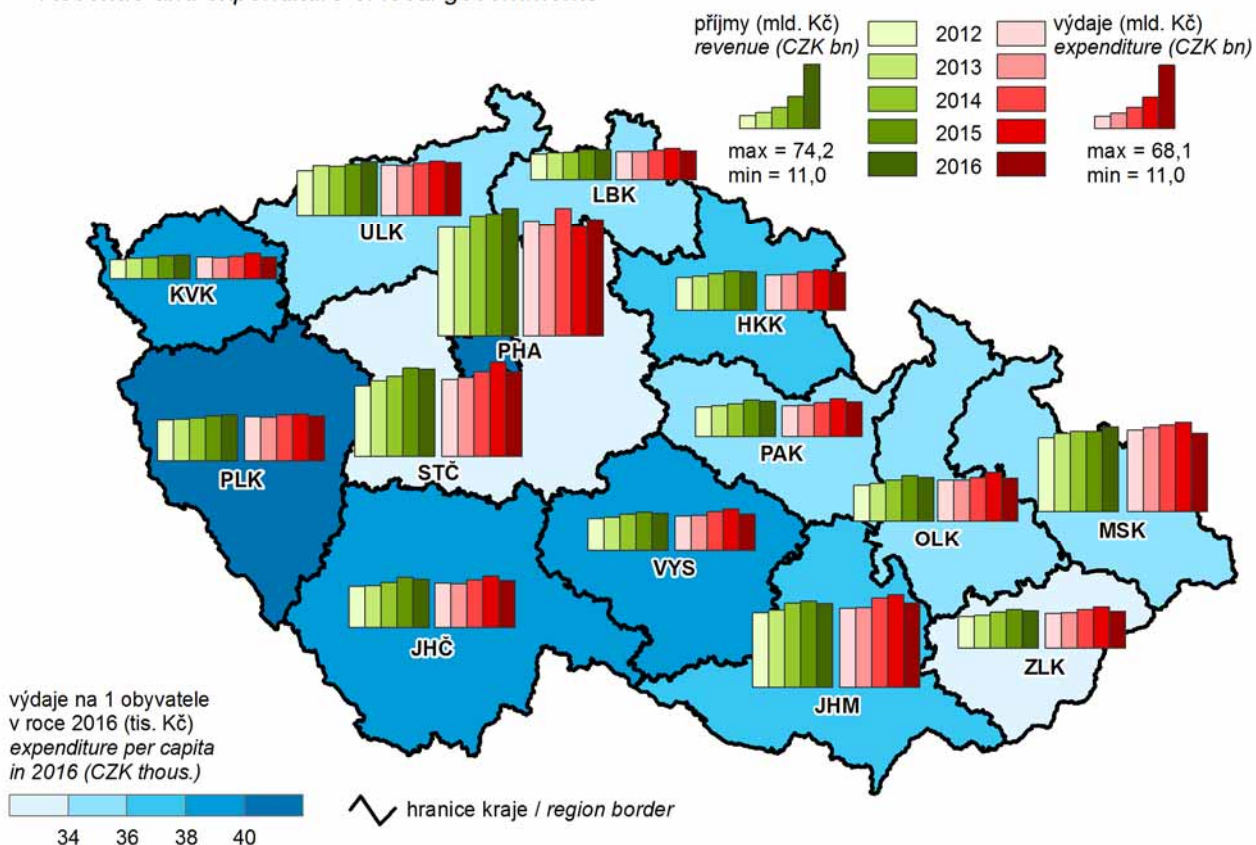 příjmy (mld. Kč)
revenue (CZK bn)
výdaje (mld. Kč)
expenditure (CZK bn)
2012
2013
2014
2015
2016
max = 74,2
min = 11,0
max = 68,1
min = 11,0
ULK
LBK
KVK
PHA
HKK
PLK
STČ
PAK
OLK
MSK
VYS
JHČ
JHM
ZLK
výdaje na 1 obyvatele
v roce 2016 (tis. Kč)
expenditure per capita
in 2016 (CZK thous.)
34 36 38 40
hranice kraje / region border